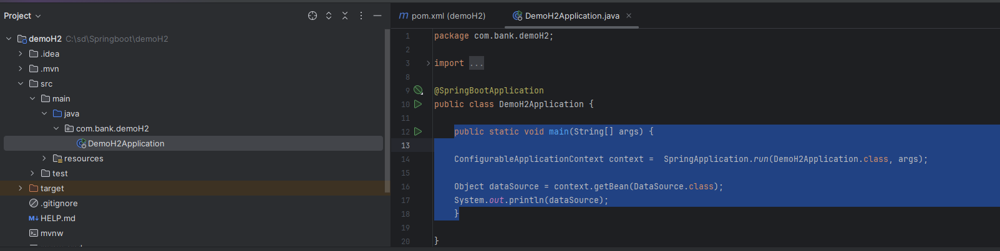 Project
demoH2 C:\sd\Springboot\demoH2
.idea
.mvn
src
main
java
com.bank.demoH2
DemoH2Application
resources
test
target
.gitignore
M↓ HELP.md
mvnw
m pom.xml (demoH2)
DemoH2Application.java
1 package com.bank.demoH2;
2
3 import ...
8
9 @SpringBootApplication
10 public class DemoH2Application {
11
12 public static void main(String[] args) {
13
14 ConfigurableApplicationContext context =  SpringApplication.run(DemoH2Application.class, args);
15
16 Object dataSource = context.getBean(DataSource.class);
17 System.out.println(dataSource);
18 }
19
20 }